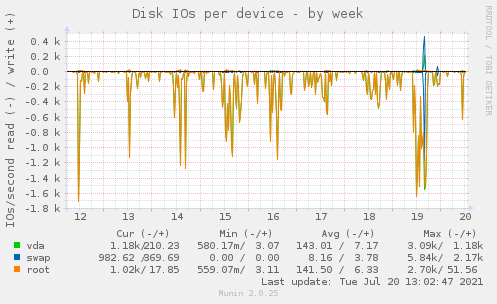 Disk IOs per device - by week
RRDTOOL / TOBI OETIKER
IOs/second read (-) / write (+)
0.4 k
0.2 k
0.0
-0.2 k
-0.4 k
-0.6 k
-0.8 k
-1.0 k
-1.2 k
-1.4 k
-1.6 k
-1.8 k
12 13 14 15 16 17 18 19 20
Cur (-/+) Min (-/+) Avg (-/+) Max (-/+)
vda 1.18k/210.23 580.17m/ 3.07 143.01 / 7.17 3.09k/ 1.18k
swap 982.62 /869.69 0.00 / 0.00 8.16 / 3.78 5.84k/ 2.17k
root 1.02k/ 17.85 559.07m/ 3.11 141.50 / 6.33 2.70k/ 51.56
Last update: Tue Jul 20 13:02:47 2021
Munin 2.0.25